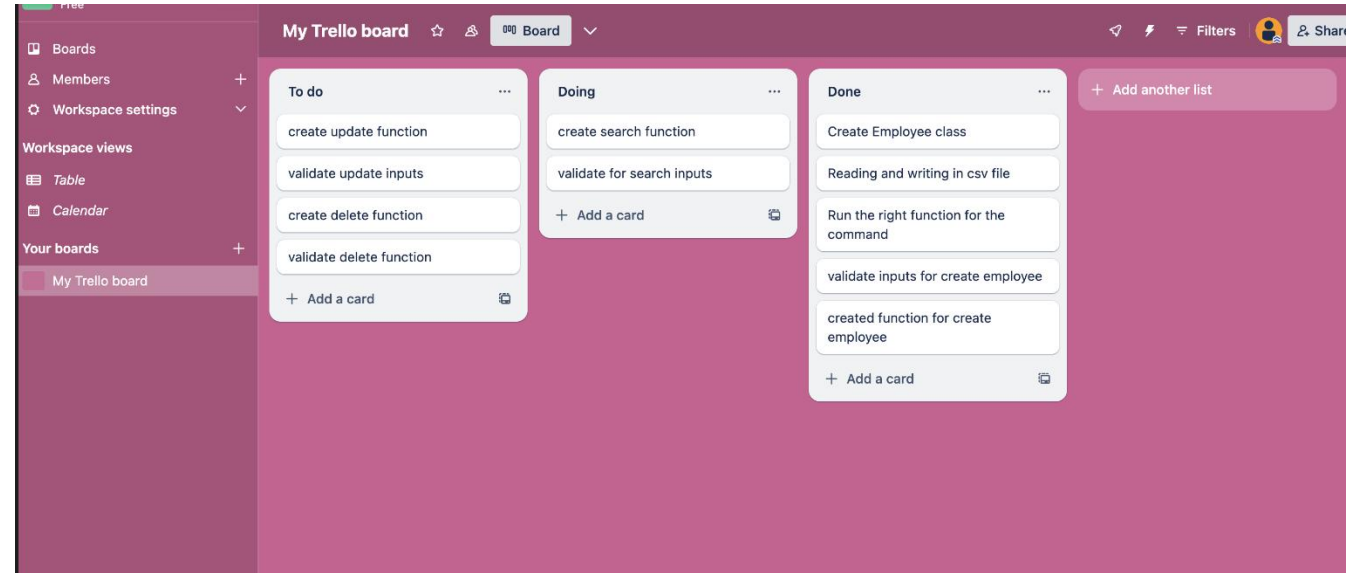 Free
Boards
Members
Workspace settings
Workspace views
Table
Calendar
Your boards
My Trello board
My Trello board
Board
Filters
Share
To do
create update function
validate update inputs
create delete function
validate delete function
Add a card
Doing
create search function
validate for search inputs
Add a card
Done
Create Employee class
Reading and writing in csv file
Run the right function for the
command
validate inputs for create employee
created function for create
employee
Add a card
Add another list